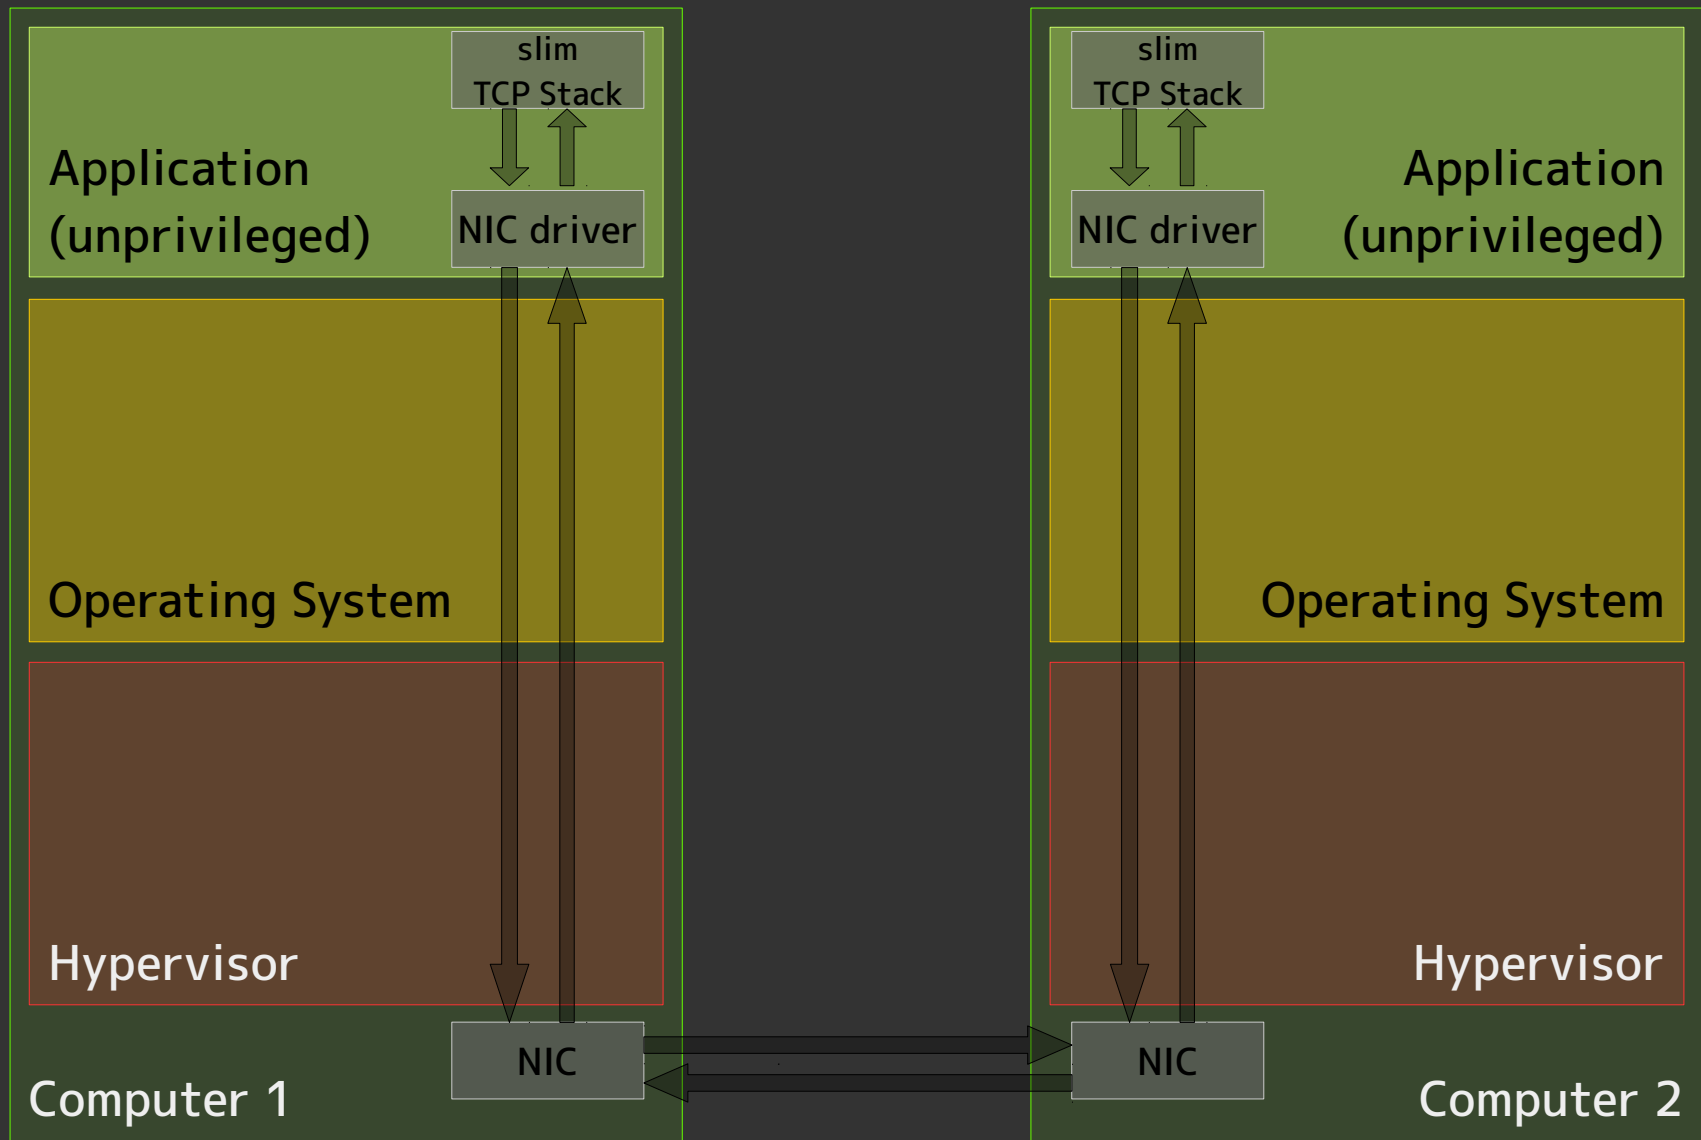 slim
TCP Stack
Application
(unprivileged)
NIC driver
Operating System
Hypervisor
NIC
Computer 1
slim
TCP Stack
Application
(unprivileged)
NIC driver
Operating System
Hypervisor
NIC
Computer 2